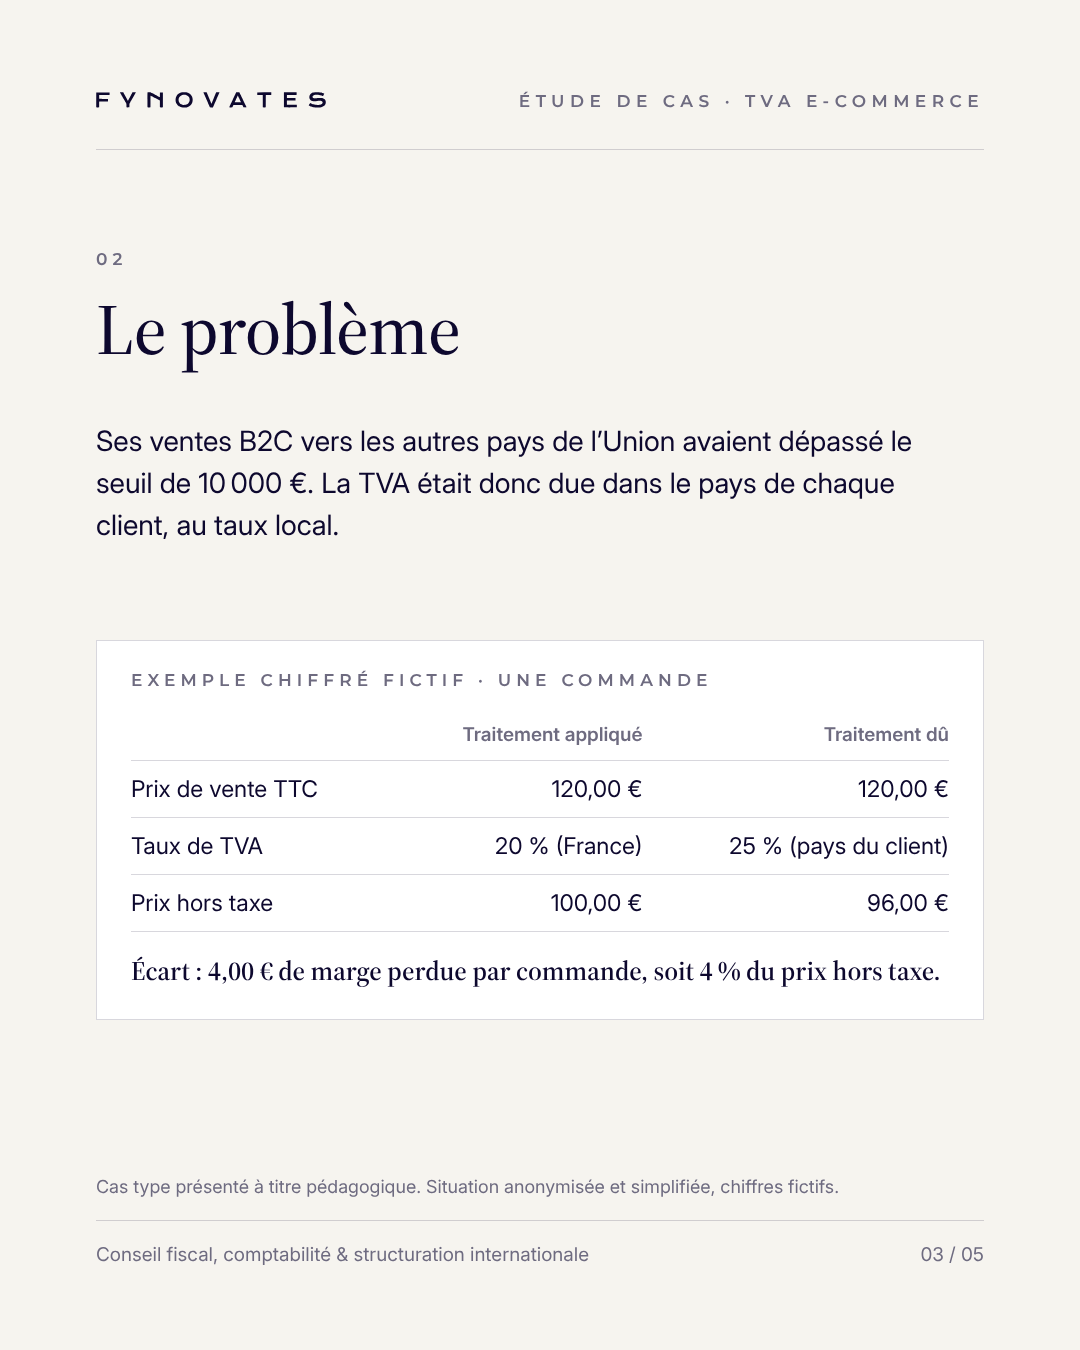 FYNOVATES
ÉTUDE DE CAS · TVA E-COMMERCE
02
Le problème
Ses ventes B2C vers les autres pays de l’Union avaient dépassé le
seuil de 10 000 €. La TVA était donc due dans le pays de chaque
client, au taux local.
EXEMPLE CHIFFRÉ FICTIF · UNE COMMANDE
Traitement appliqué Traitement dû
Prix de vente TTC 120,00 € 120,00 €
Taux de TVA 20 % (France) 25 % (pays du client)
Prix hors taxe 100,00 € 96,00 €
Écart : 4,00 € de marge perdue par commande, soit 4 % du prix hors taxe.
Cas type présenté à titre pédagogique. Situation anonymisée et simplifiée, chiffres fictifs.
Conseil fiscal, comptabilité & structuration internationale 03 / 05